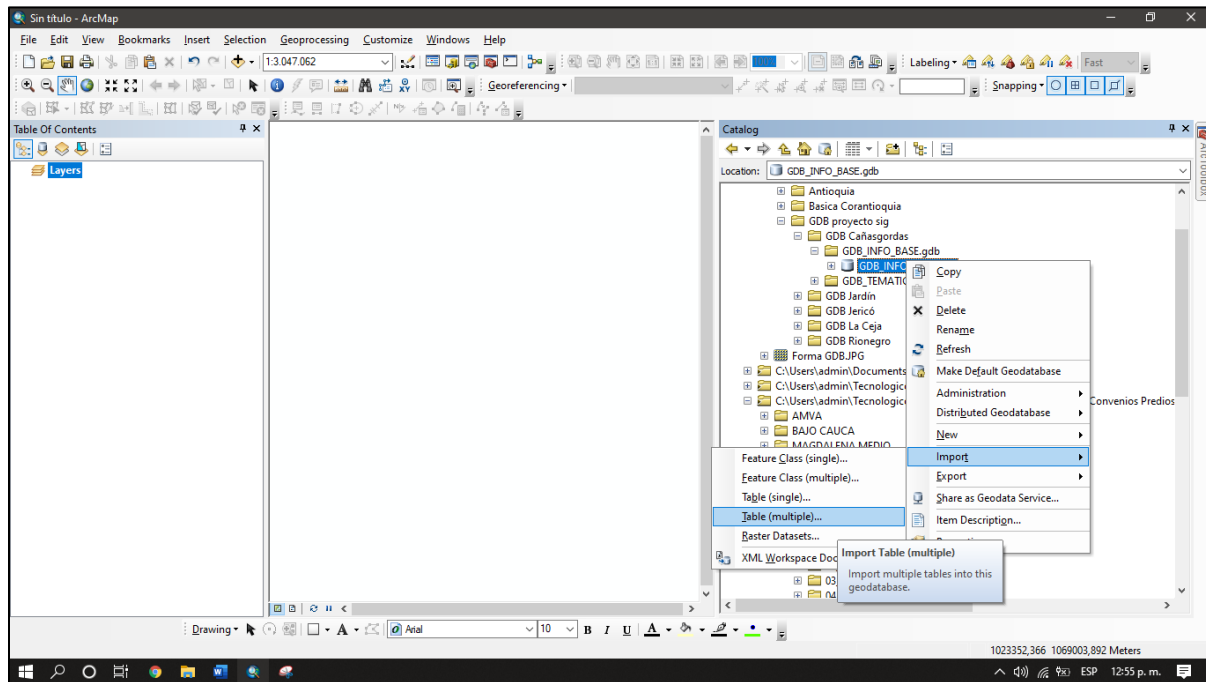 Sin título - ArcMap
File Edit View Bookmarks Insert Selection Geoprocessing Customize Windows Help
1:3.047.062
Labeling
Fast
Georeferencing
Snapping
Table Of Contents
Layers
Catalog
ArcToolbox
Location: GDB_INFO_BASE.gdb
Antioquia
Basica Corantioquia
GDB proyecto sig
GDB Cañasgordas
GDB_INFO_BASE.gdb
GDB_INFO
GDB_TEMATIC
GDB Jardín
GDB Jericó
GDB La Ceja
GDB Rionegro
Forma GDB.JPG
C:\Users\admin\Documents
C:\Users\admin\Tecnologico
C:\Users\admin\Tecnologico Convenios Predios
AMVA
BAJO CAUCA
MAGDALENA MEDIO
03
04
Copy
Paste
Delete
Rename
Refresh
Make Default Geodatabase
Administration
Distributed Geodatabase
New
Import
Export
Share as Geodata Service...
Item Description...
Feature Class (single)...
Feature Class (multiple)...
Table (single)...
Table (multiple)...
Raster Datasets...
XML Workspace Doc
Import Table (multiple)
Import multiple tables into this
geodatabase.
Drawing A Arial 10 B I U A
1023352,366 1069003,892 Meters
ESP 12:55 p. m.